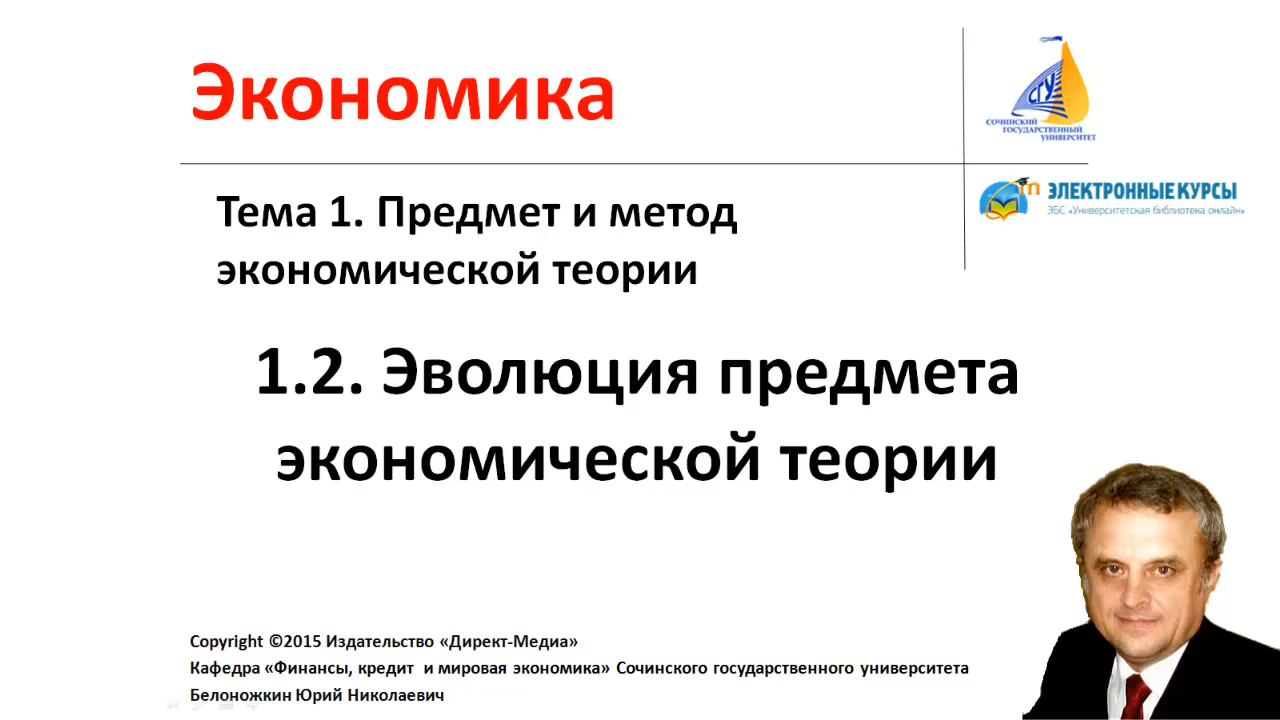 Экономика
СГУ
СОЧИНСКИЙ
ГОСУДАРСТВЕННЫЙ
УНИВЕРСИТЕТ
Тема 1. Предмет и метод
экономической теории
ЭЛЕКТРОННЫЕ КУРСЫ
ЭБС «Университетская библиотека онлайн»
1.2. Эволюция предмета
экономической теории
Copyright ©2015 Издательство «Директ-Медиа»
Кафедра «Финансы, кредит и мировая экономика» Сочинского государственного университета
Белоножкин Юрий Николаевич